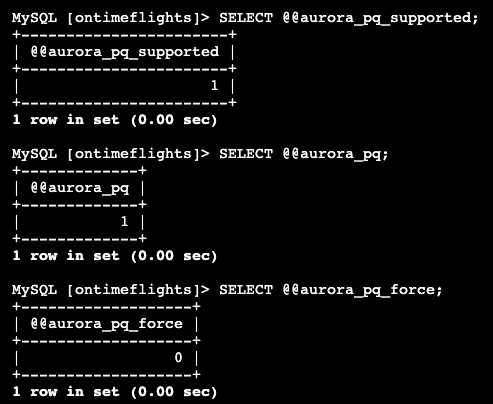 MySQL [ontimeflights]> SELECT @@aurora_pq_supported;
+-----------------------+
| @@aurora_pq_supported |
+-----------------------+
|                     1 |
+-----------------------+
1 row in set (0.00 sec)

MySQL [ontimeflights]> SELECT @@aurora_pq;
+-------------+
| @@aurora_pq |
+-------------+
|           1 |
+-------------+
1 row in set (0.00 sec)

MySQL [ontimeflights]> SELECT @@aurora_pq_force;
+-------------------+
| @@aurora_pq_force |
+-------------------+
|                 0 |
+-------------------+
1 row in set (0.00 sec)